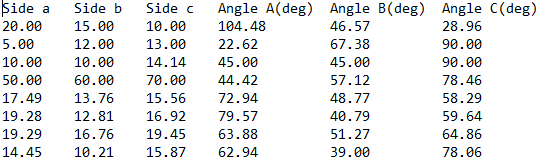 Side a Side b Side c Angle A(deg) Angle B(deg) Angle C(deg)
20.00 15.00 10.00 104.48 46.57 28.96
5.00 12.00 13.00 22.62 67.38 90.00
10.00 10.00 14.14 45.00 45.00 90.00
50.00 60.00 70.00 44.42 57.12 78.46
17.49 13.76 15.56 72.94 48.77 58.29
19.28 12.81 16.92 79.57 40.79 59.64
19.29 16.76 19.45 63.88 51.27 64.86
14.45 10.21 15.87 62.94 39.00 78.06